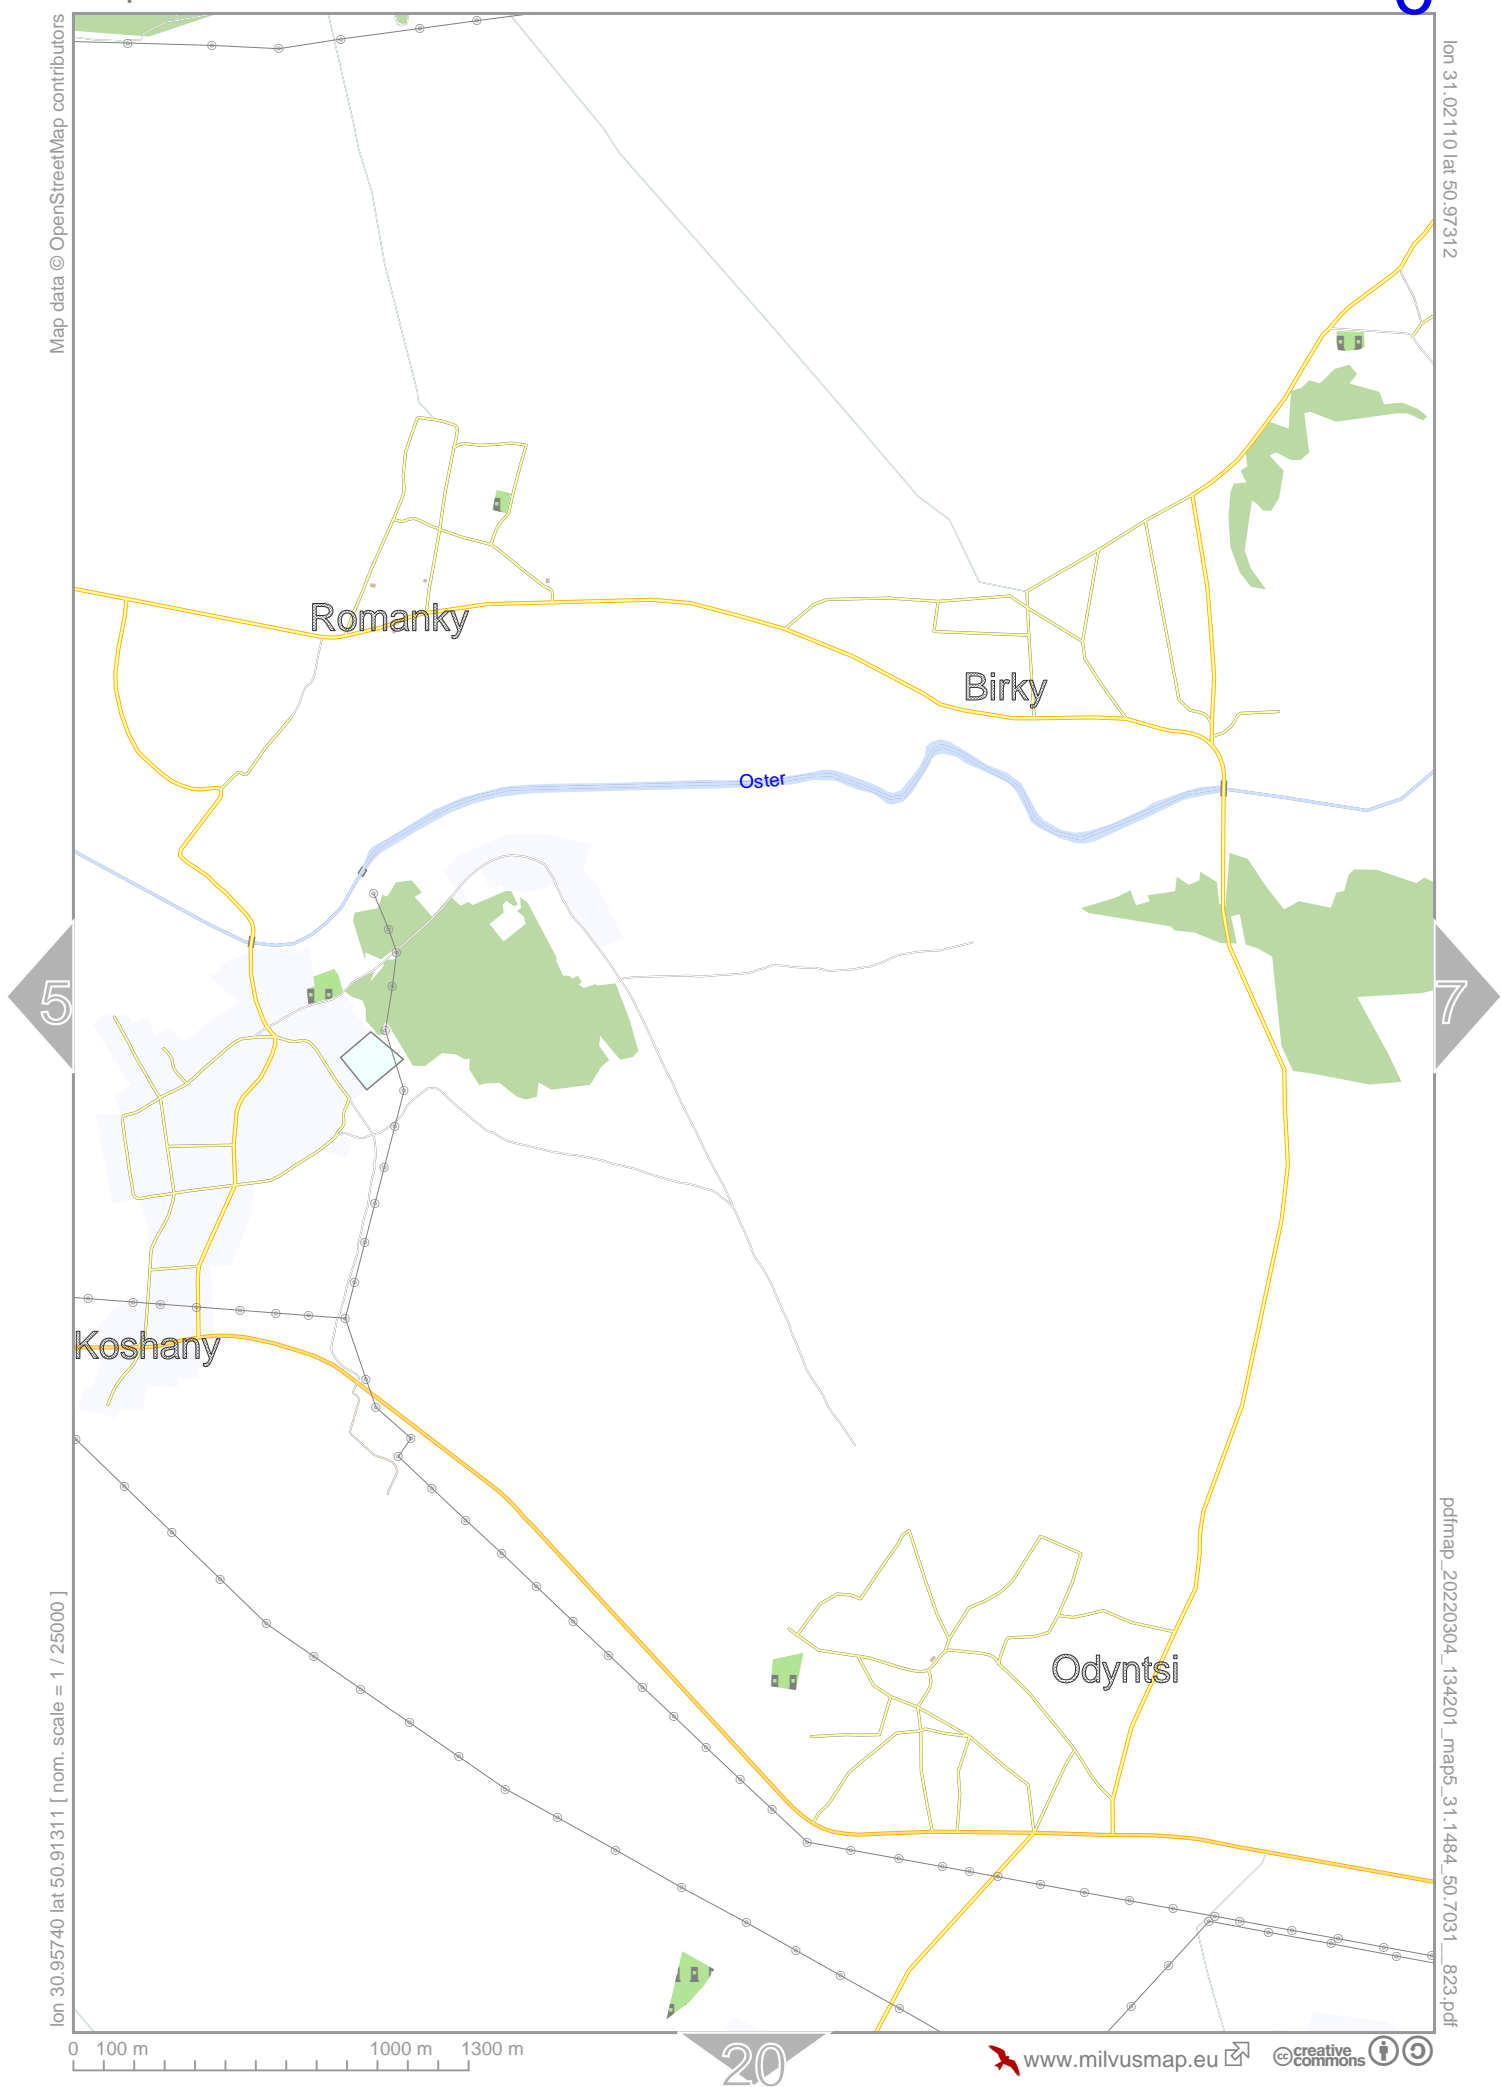 Map data © OpenStreetMap contributors
lon 31.02110 lat 50.97312
Romanky
Birky
Oster
5
7
Koshany
Odyntsi
lon 30.95740 lat 50.91311 [ nom. scale = 1 / 25000 ]
pdfmap_20220304_134201_map5_31.1484_50.7031__823.pdf
0 100 m 1000 m 1300 m
20
www.milvusmap.eu
cc creative commons